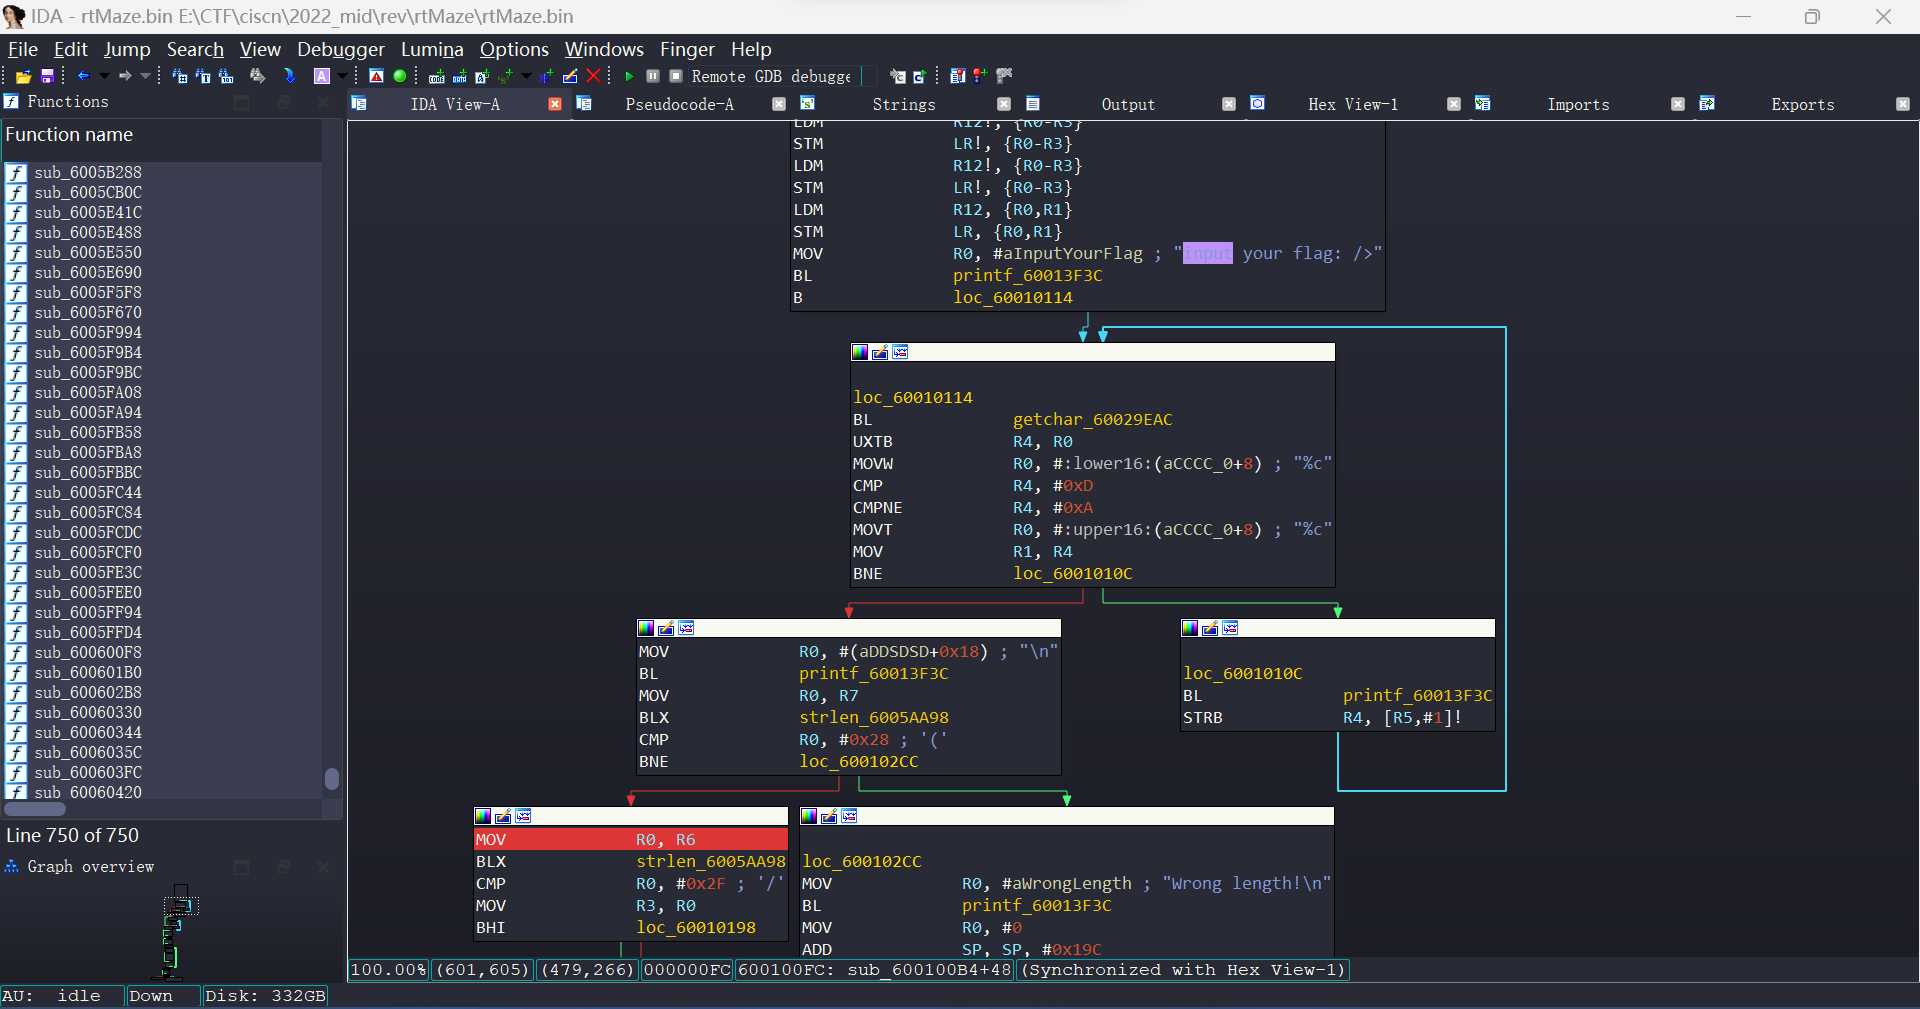 IDA - rtMaze.bin E:\CTF\ciscn\2022_mid\rev\rtMaze\rtMaze.bin
File Edit Jump Search View Debugger Lumina Options Windows Finger Help
Remote GDB debugge
Functions
IDA View-A
Pseudocode-A
Strings
Output
Hex View-1
Imports
Exports
Function name
sub_6005B288
sub_6005CB0C
sub_6005E41C
sub_6005E488
sub_6005E550
sub_6005E690
sub_6005F5F8
sub_6005F670
sub_6005F994
sub_6005F9B4
sub_6005F9BC
sub_6005FA08
sub_6005FA94
sub_6005FB58
sub_6005FBA8
sub_6005FBBC
sub_6005FC44
sub_6005FC84
sub_6005FCDC
sub_6005FCF0
sub_6005FE3C
sub_6005FEE0
sub_6005FF94
sub_6005FFD4
sub_600600F8
sub_600601B0
sub_600602B8
sub_60060330
sub_60060344
sub_6006035C
sub_600603FC
sub_60060420
Line 750 of 750
Graph overview
LDM R12!, {R0-R3}
STM LR!, {R0-R3}
LDM R12!, {R0-R3}
STM LR!, {R0-R3}
LDM R12, {R0,R1}
STM LR, {R0,R1}
MOV R0, #aInputYourFlag ; "input your flag: />"
BL printf_60013F3C
B loc_60010114
loc_60010114
BL getchar_60029EAC
UXTB R4, R0
MOVW R0, #:lower16:(aCCCC_0+8) ; "%c"
CMP R4, #0xD
CMPNE R4, #0xA
MOVT R0, #:upper16:(aCCCC_0+8) ; "%c"
MOV R1, R4
BNE loc_6001010C
MOV R0, #(aDDSDSD+0x18) ; "\n"
BL printf_60013F3C
MOV R0, R7
BLX strlen_6005AA98
CMP R0, #0x28 ; '('
BNE loc_600102CC
loc_6001010C
BL printf_60013F3C
STRB R4, [R5,#1]!
MOV R0, R6
BLX strlen_6005AA98
CMP R0, #0x2F ; '/'
MOV R3, R0
BHI loc_60010198
loc_600102CC
MOV R0, #aWrongLength ; "Wrong length!\n"
BL printf_60013F3C
MOV R0, #0
ADD SP, SP, #0x19C
100.00% (601,605) (479,266) 000000FC 600100FC: sub_600100B4+48 (Synchronized with Hex View-1)
AU: idle Down Disk: 332GB